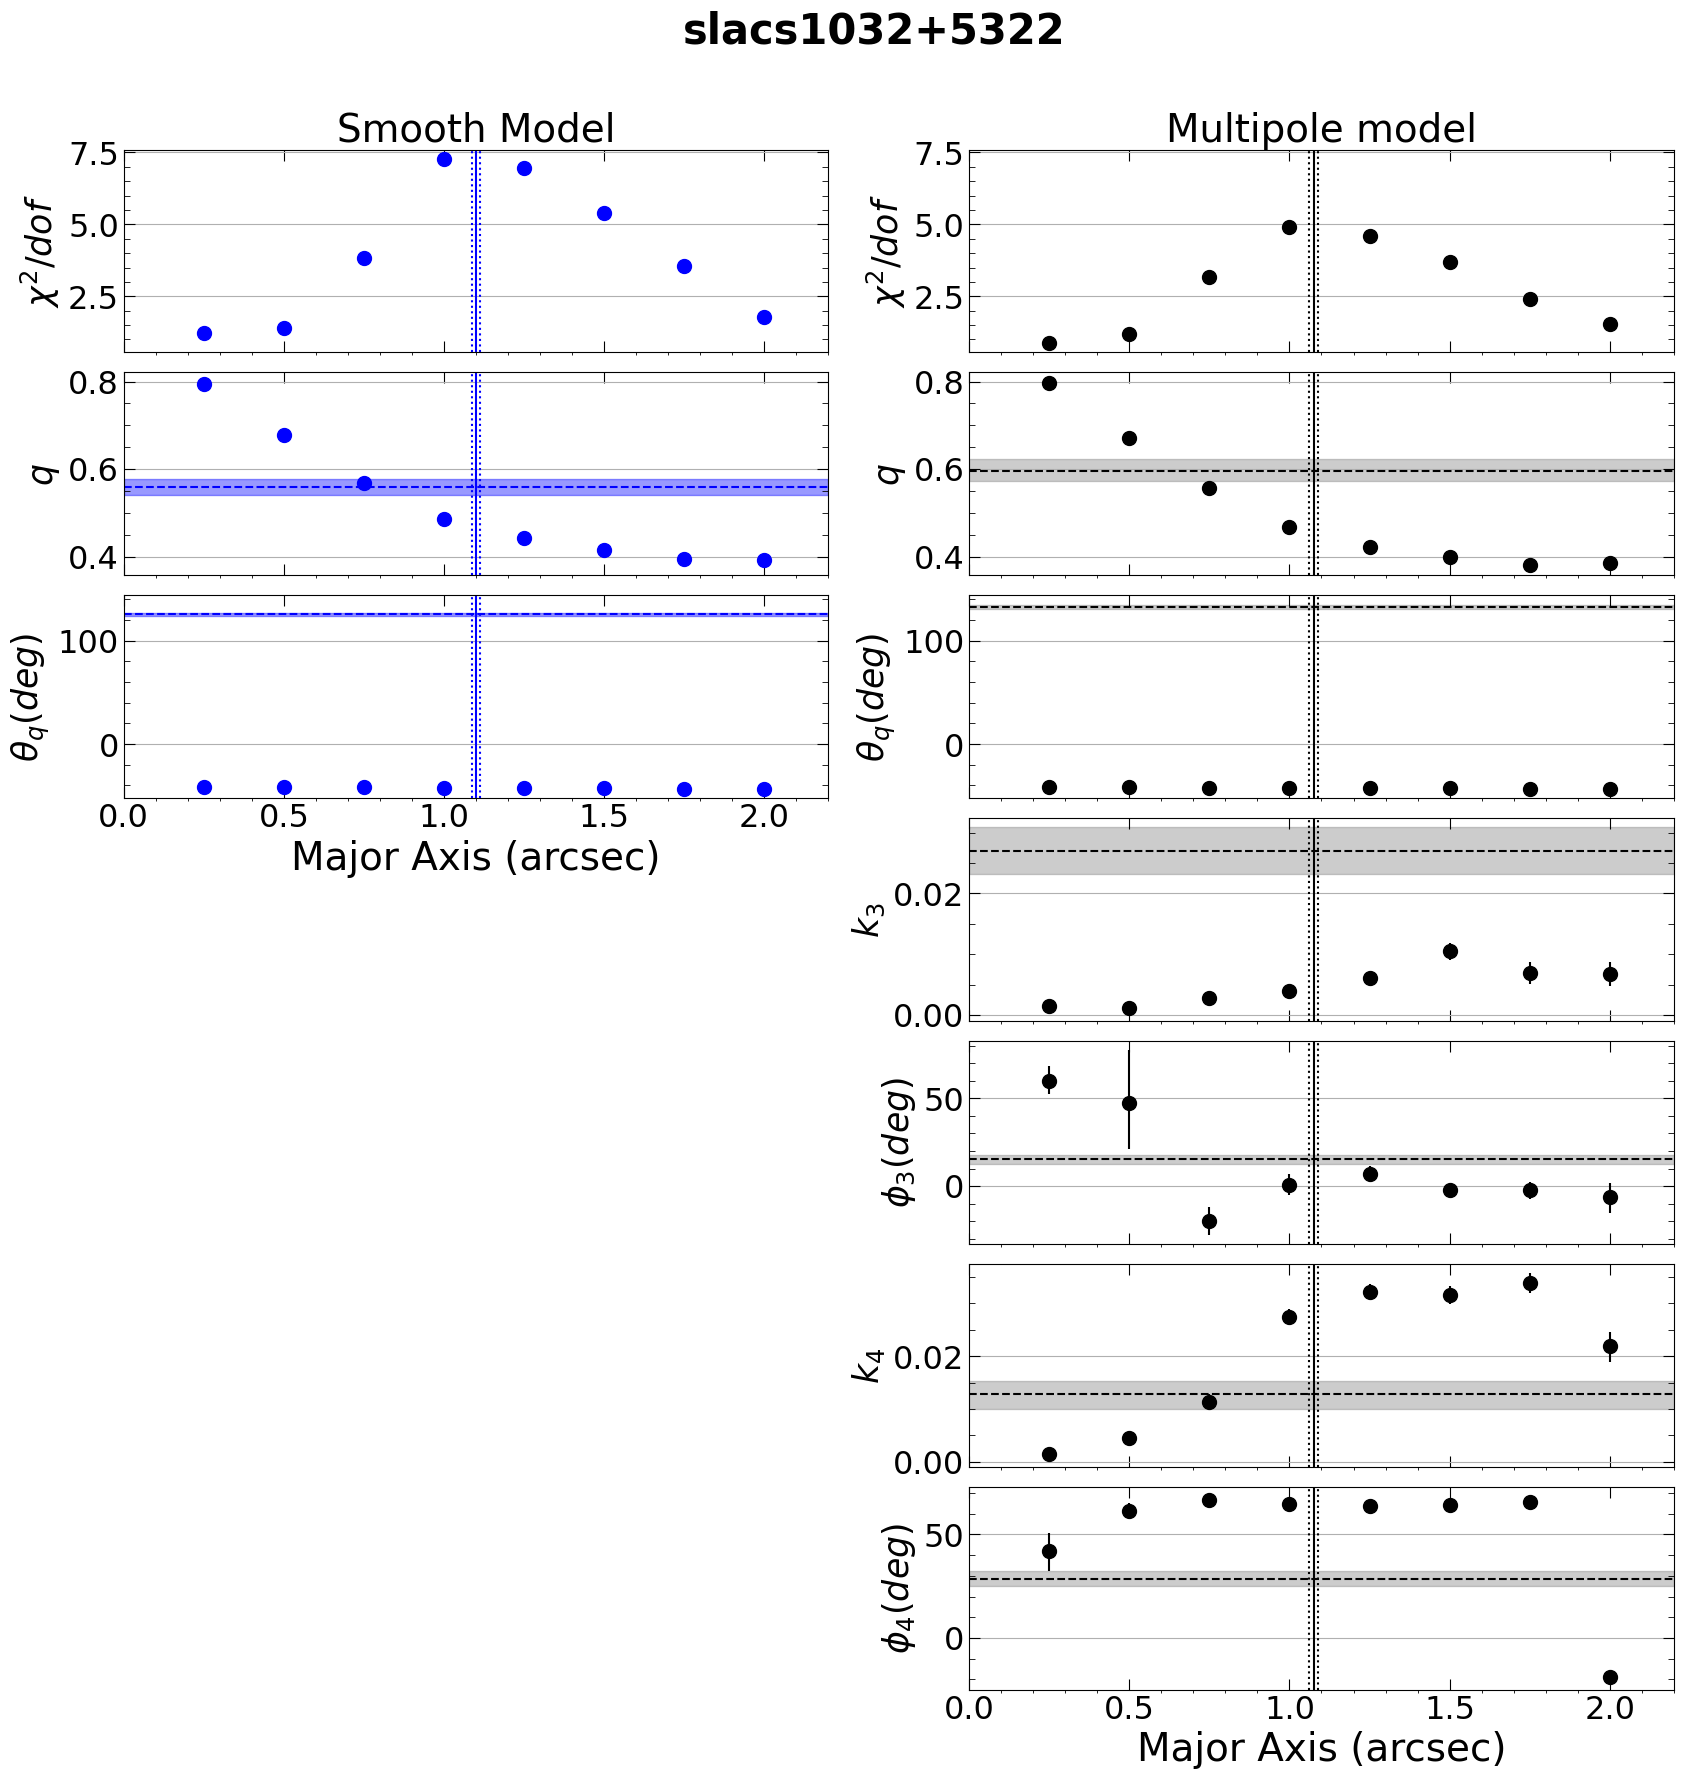 slacs1032+5322
Smooth Model
7.5
5.0
2.5
χ²/dof
0.8
0.6
0.4
q
100
0
θ_q(deg)
0.0 0.5 1.0 1.5 2.0
Major Axis (arcsec)
Multipole model
7.5
5.0
2.5
χ²/dof
0.8
0.6
0.4
q
100
0
θ_q(deg)
0.02
0.00
k₃
50
0
ϕ₃(deg)
0.02
0.00
k₄
50
0
ϕ₄(deg)
0.0 0.5 1.0 1.5 2.0
Major Axis (arcsec)